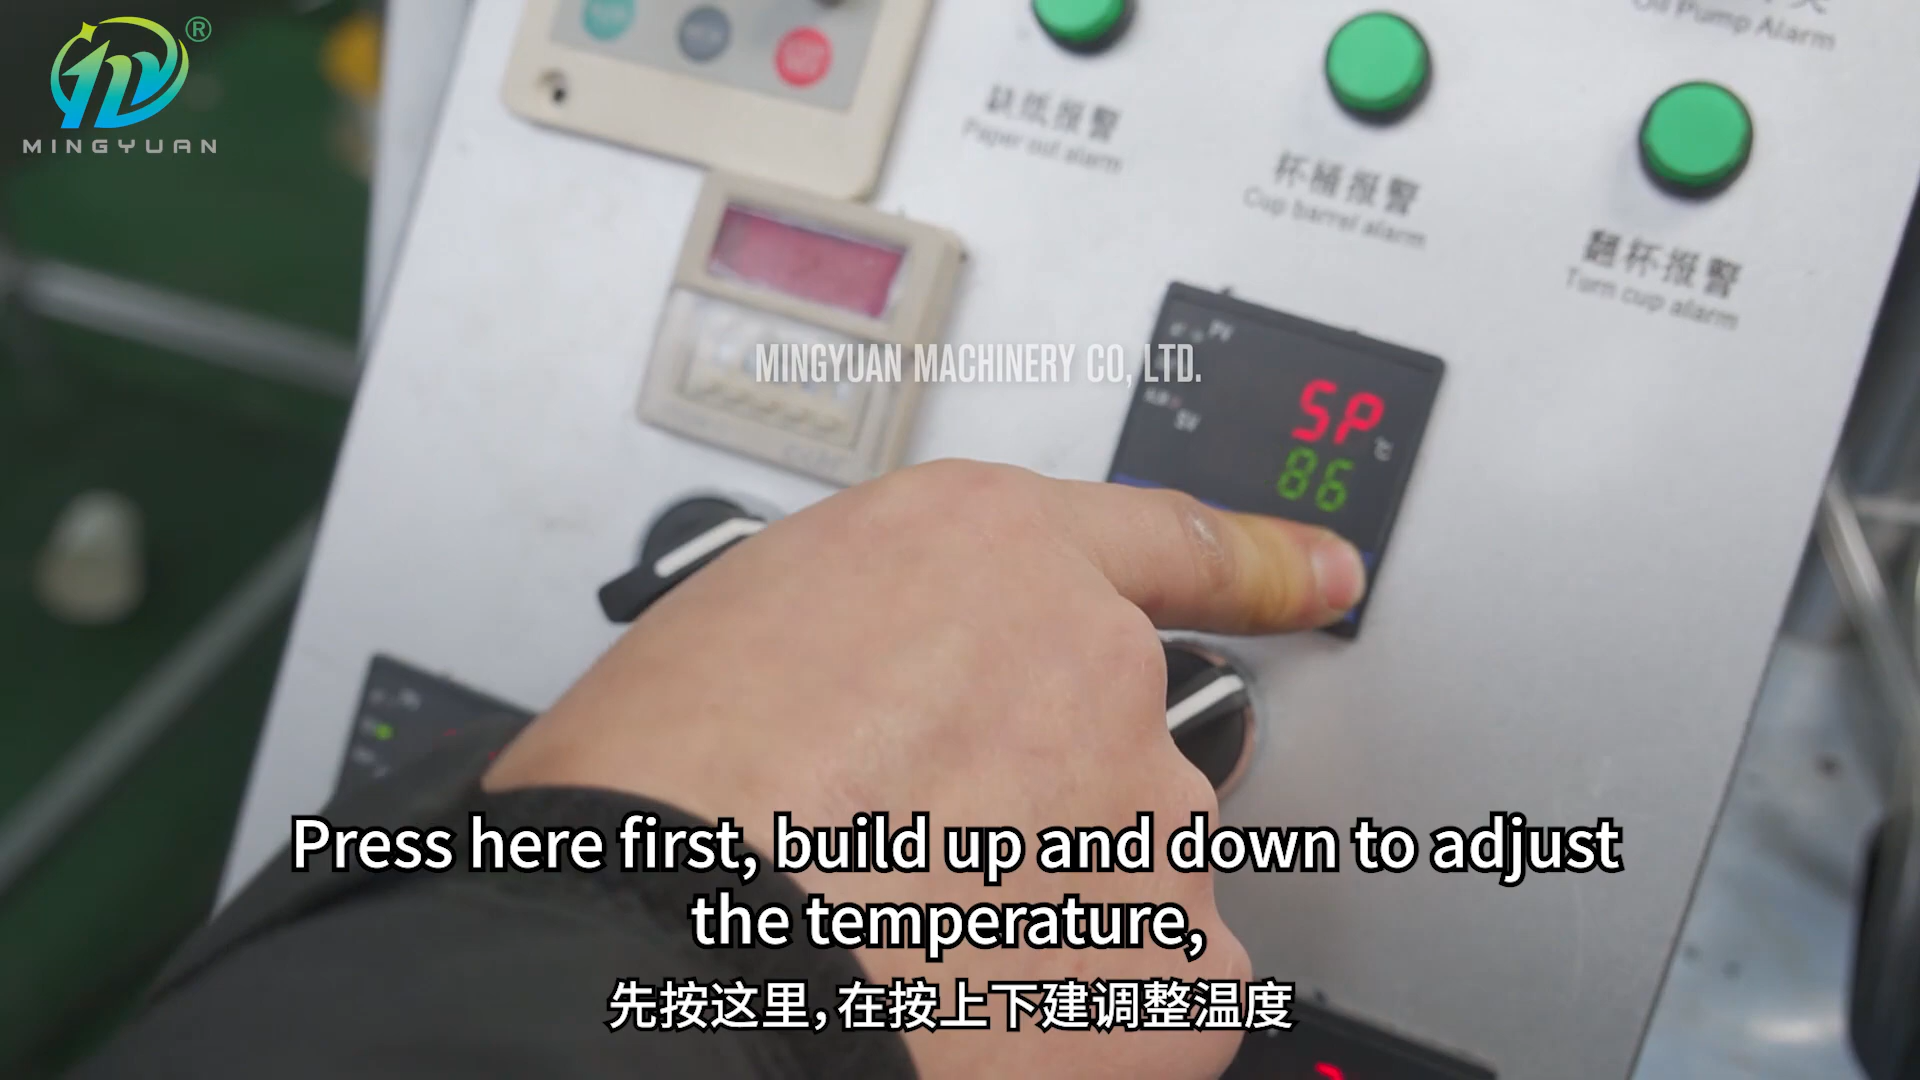 ®
MINGYUAN
Oil Pump Alarm
缺纸报警
Paper out alarm
杯桶报警
Cup barrel alarm
翻杯报警
Turn cup alarm
PV
MINGYUAN MACHINERY CO, LTD.
SP
℃
SV
86
Press here first, build up and down to adjust
the temperature,
先按这里，在按上下建调整温度